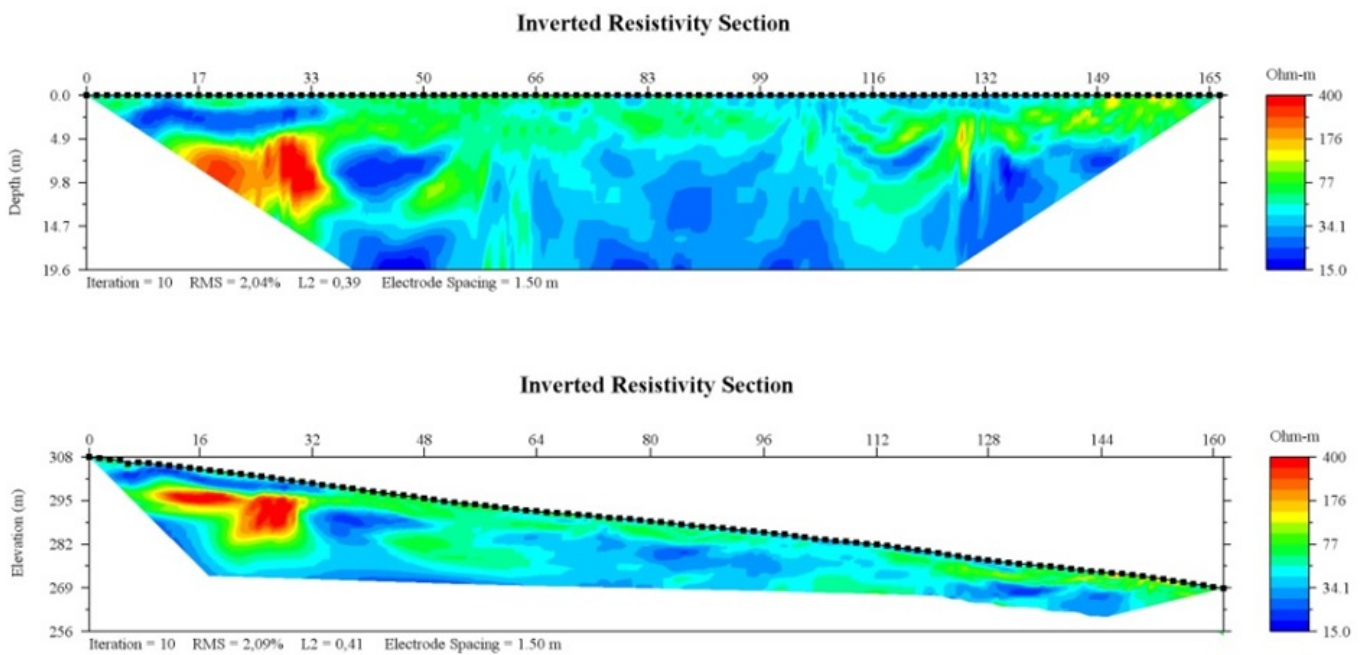 Inverted Resistivity Section
0 17 33 50 66 83 99 116 132 149 165
Ohm-m
0.0
4.9
9.8
14.7
19.6
Depth (m)
400
176
77
34.1
15.0
Iteration = 10 RMS = 2,04% L2 = 0,39 Electrode Spacing = 1.50 m
Inverted Resistivity Section
0 16 32 48 64 80 96 112 128 144 160
Ohm-m
308
295
282
269
256
Elevation (m)
400
176
77
34.1
15.0
Iteration = 10 RMS = 2,09% L2 = 0,41 Electrode Spacing = 1.50 m